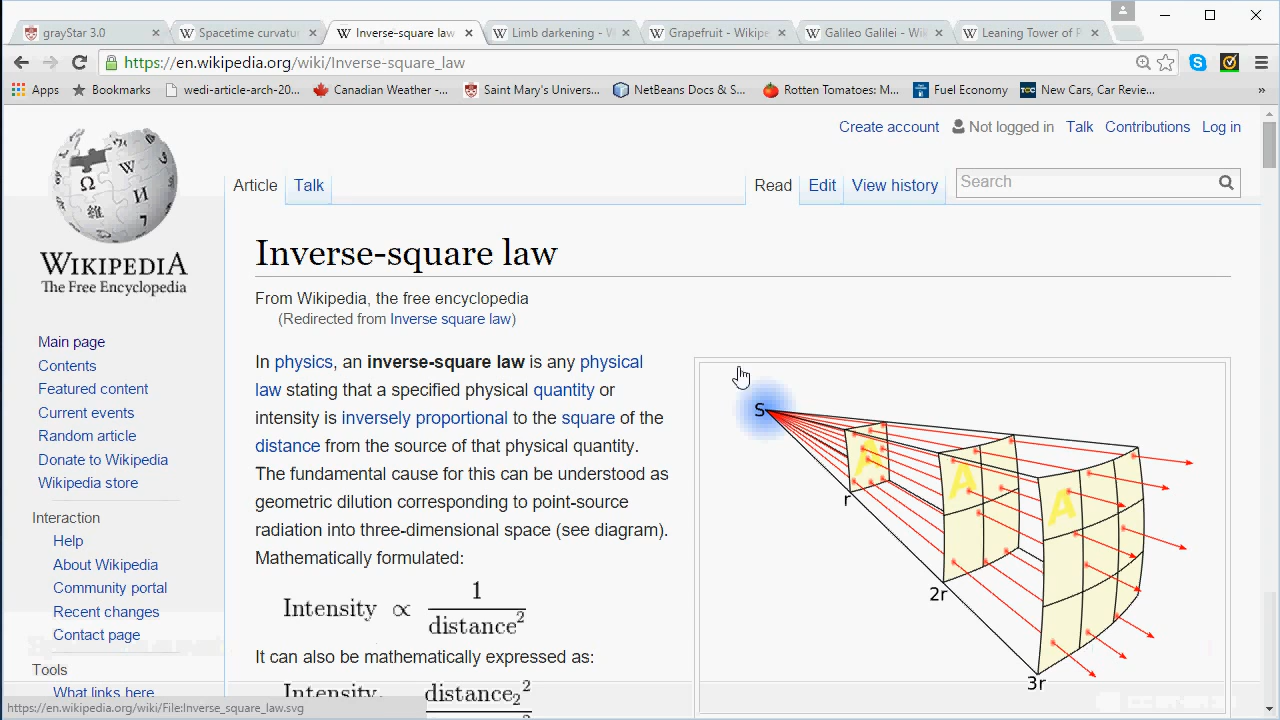 grayStar 3.0
Spacetime curvatu
Inverse-square law
Limb darkening - W
Grapefruit - Wikipe
Galileo Galilei - Wik
Leaning Tower of P
https://en.wikipedia.org/wiki/Inverse-square_law
Apps
Bookmarks
iedi-article-arch-20...
Canadian Weather -...
Saint Mary's Univers...
NetBeans Docs & S...
Rotten Tomatoes: M...
Fuel Economy
TCC
New Cars, Car Revie...
»
Create account
Not logged in
Talk
Contributions
Log in
Article
Talk
Read
Edit
View history
Search
WIKIPEDIA
The Free Encyclopedia
Main page
Contents
Featured content
Current events
Random article
Donate to Wikipedia
Wikipedia store
Interaction
Help
About Wikipedia
Community portal
Recent changes
Contact page
Tools
What links here
https://en.wikipedia.org/wiki/File:Inverse_square_law.svg
Inverse-square law
From Wikipedia, the free encyclopedia
(Redirected from Inverse square law)
In physics, an inverse-square law is any physical
law stating that a specified physical quantity or
intensity is inversely proportional to the square of the
distance from the source of that physical quantity.
The fundamental cause for this can be understood as
geometric dilution corresponding to point-source
radiation into three-dimensional space (see diagram).
Mathematically formulated:
Intensity ∝ 1 / distance²
It can also be mathematically expressed as:
Intensity
distance₂²
S
A
A
A
r
2r
3r